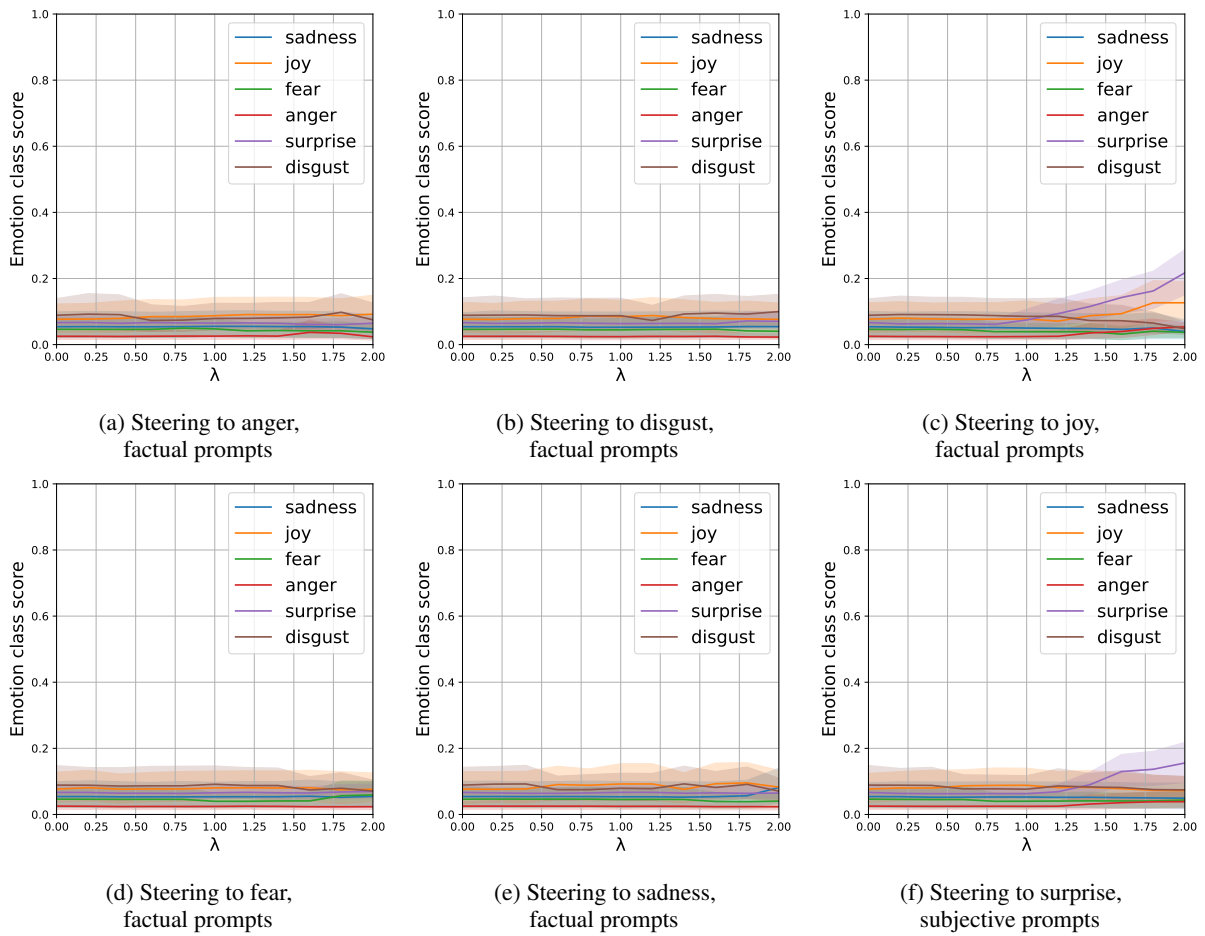 1.0
0.8
0.6
0.4
0.2
0.0
Emotion class score
sadness
joy
fear
anger
surprise
disgust
0.00 0.25 0.50 0.75 1.00 1.25 1.50 1.75 2.00
λ
1.0
0.8
0.6
0.4
0.2
0.0
Emotion class score
sadness
joy
fear
anger
surprise
disgust
0.00 0.25 0.50 0.75 1.00 1.25 1.50 1.75 2.00
λ
1.0
0.8
0.6
0.4
0.2
0.0
Emotion class score
sadness
joy
fear
anger
surprise
disgust
0.00 0.25 0.50 0.75 1.00 1.25 1.50 1.75 2.00
λ
(a) Steering to anger,
factual prompts
(b) Steering to disgust,
factual prompts
(c) Steering to joy,
factual prompts
1.0
0.8
0.6
0.4
0.2
0.0
Emotion class score
sadness
joy
fear
anger
surprise
disgust
0.00 0.25 0.50 0.75 1.00 1.25 1.50 1.75 2.00
λ
1.0
0.8
0.6
0.4
0.2
0.0
Emotion class score
sadness
joy
fear
anger
surprise
disgust
0.00 0.25 0.50 0.75 1.00 1.25 1.50 1.75 2.00
λ
1.0
0.8
0.6
0.4
0.2
0.0
Emotion class score
sadness
joy
fear
anger
surprise
disgust
0.00 0.25 0.50 0.75 1.00 1.25 1.50 1.75 2.00
λ
(d) Steering to fear,
factual prompts
(e) Steering to sadness,
factual prompts
(f) Steering to surprise,
subjective prompts